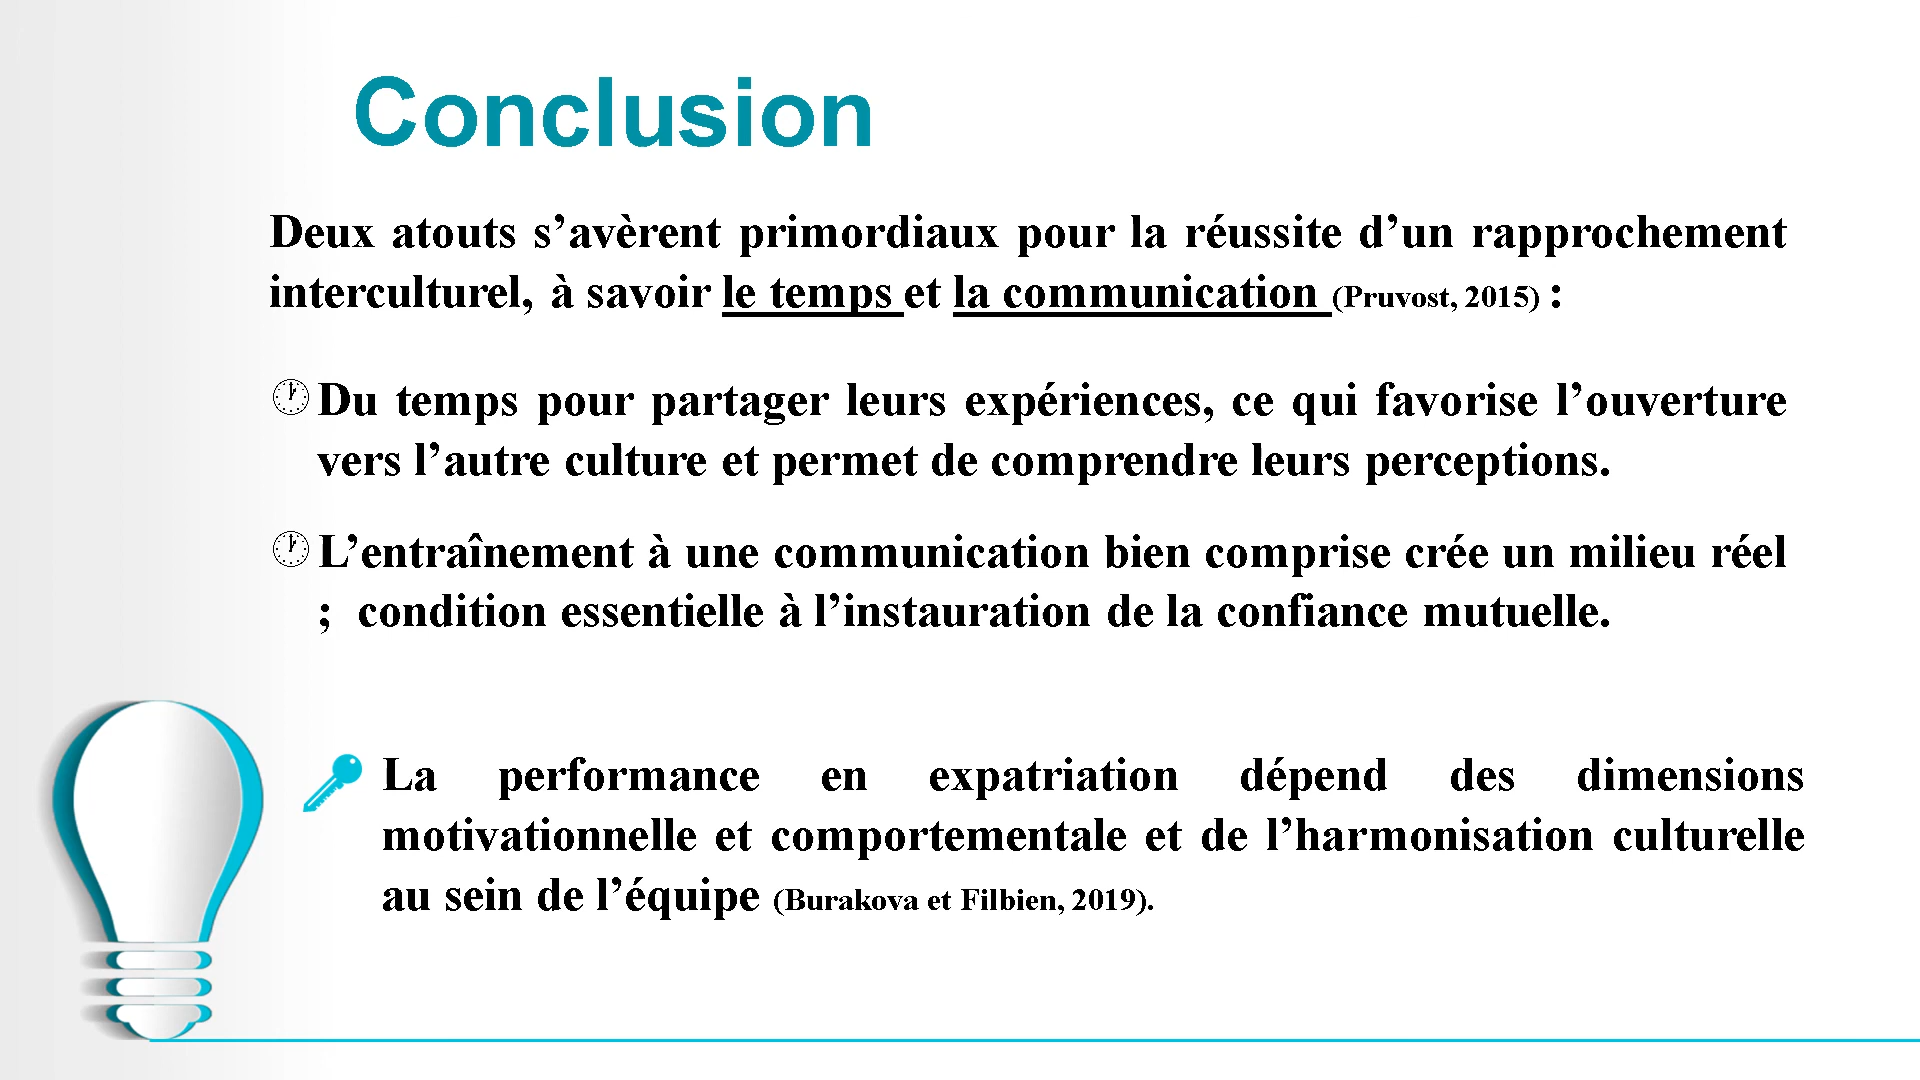 Conclusion
Deux atouts s’avèrent primordiaux pour la réussite d’un rapprochement
interculturel, à savoir le temps et la communication (Pruvost, 2015) :
Du temps pour partager leurs expériences, ce qui favorise l’ouverture
vers l’autre culture et permet de comprendre leurs perceptions.
L’entraînement à une communication bien comprise crée un milieu réel
; condition essentielle à l’instauration de la confiance mutuelle.
La performance en expatriation dépend des dimensions
motivationnelle et comportementale et de l’harmonisation culturelle
au sein de l’équipe (Burakova et Filbien, 2019).